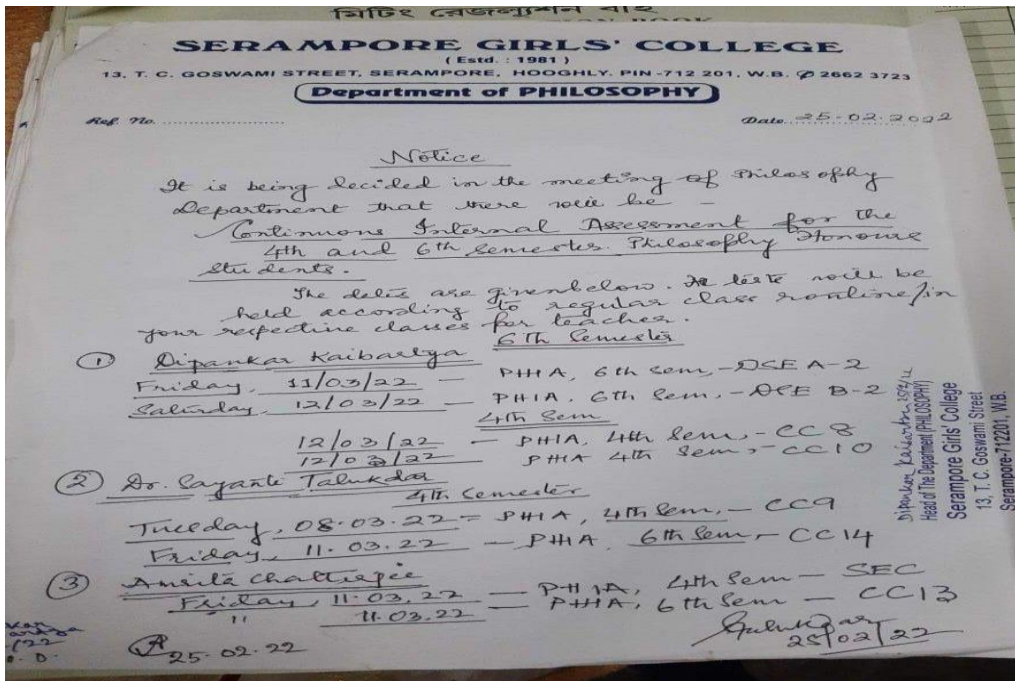 মিটিং রেজল্যুশন বই
SERAMPORE GIRLS' COLLEGE
( Estd. : 1981 )
13, T. C. GOSWAMI STREET, SERAMPORE, HOOGHLY. PIN -712 201, W.B. ✆ 2662 3723
Department of PHILOSOPHY
Ref. No. ........................
Date..25-02-2022
Notice
It is being decided in the meeting of Philosophy
Department that there will be -
Continuous Internal Assessment for the
4th and 6th Semester Philosophy Honours
Students.
The dates are given below. The tests will be
held according to regular class routine/in
your respective classes for teacher.
6Th Semester
① Dipankar Kaibartya
Friday, 11/03/22 — PHIA, 6th Sem,-DSE A-2
Saturday, 12/03/22 — PHIA, 6th Sem,-DSE B-2
4th Sem
12/03/22 — PHIA, 4th Sem,-CC8
12/03/22 — PHIA 4th Sem,-CC10
② Dr. Sayanti Talukdar
4th Semester
Tuesday, 08.03.22 = PHIA, 4th Sem,-CC9
Friday, 11.03.22 — PHIA, 6th Sem,-CC14
③ Amrita Chatterjee
Friday, 11.03.22 — PHIA, 4th Sem — SEC
" 11.03.22 — PHIA, 6th Sem — CC13
25.02.22
25/02/22
Dipankar Kaibartya 25/2/22
Head of The Department (PHILOSOPHY)
Serampore Girls' College
13, T. C. Goswami Street
Serampore-712201, W.B.